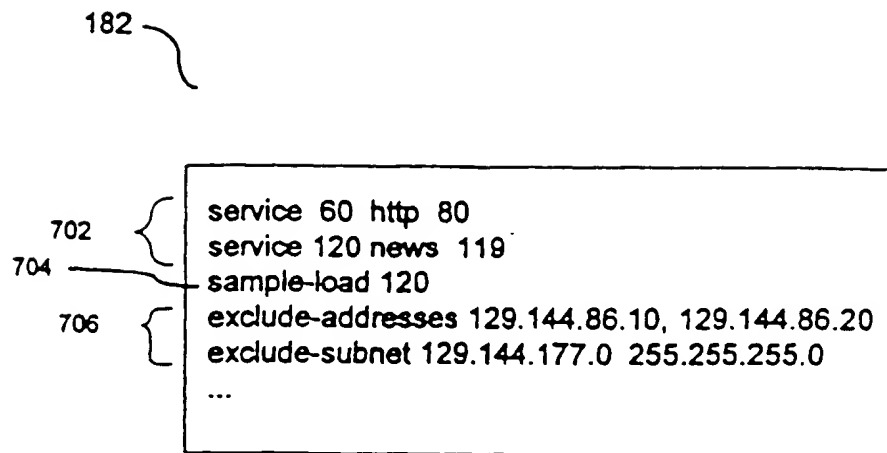 182
702
704
706
service 60 http 80
service 120 news 119
sample-load 120
exclude-addresses 129.144.86.10, 129.144.86.20
exclude-subnet 129.144.177.0 255.255.255.0
...